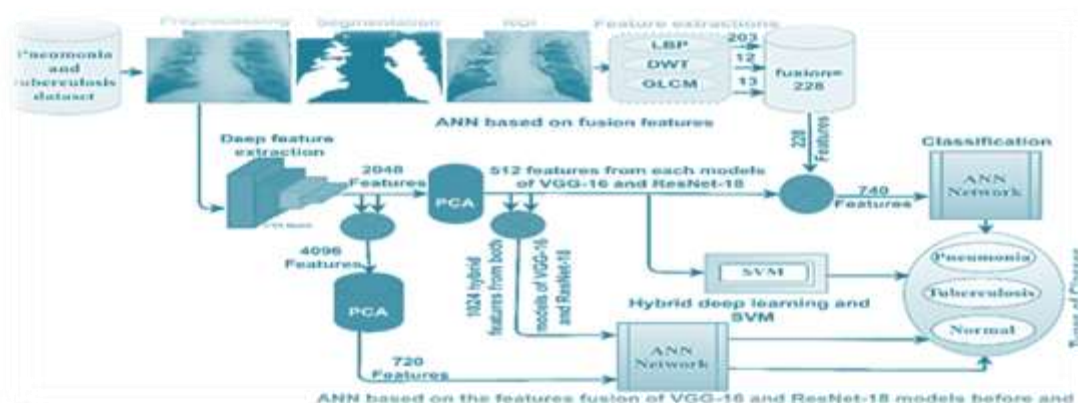 Preprocessing
Segmentation
ROI
Feature extractions
Pneumonia
and
Tuberculosis
dataset
LBP
DWT
GLCM
203
12
13
fusion=
228
ANN based on fusion features
228
Features
Deep feature
extraction
2048
Features
PCA
512 features from each models
of VGG-16 and ResNet-18
740
Features
Classification
ANN
Network
4096
Features
PCA
1024 hybrid
features from both
models of VGG-16
and ResNet-18
SVM
Hybrid deep learning and
SVM
Pneumonia
Tuberculosis
Normal
Types of
720
Features
ANN
Network
ANN based on the features fusion of VGG-16 and ResNet-18 models before and